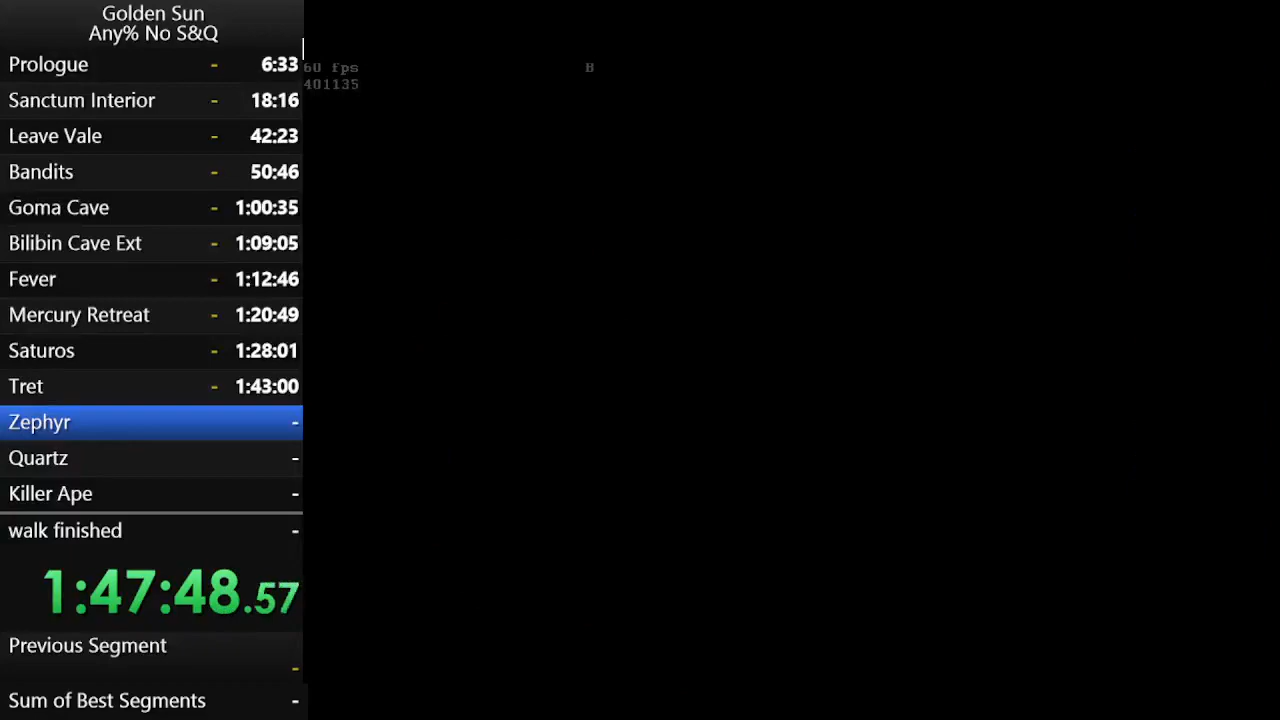 Golden Sun
Any% No S&Q
Prologue - 6:33
60 fps B
401135
Sanctum Interior - 18:16
Leave Vale - 42:23
Bandits - 50:46
Goma Cave - 1:00:35
Bilibin Cave Ext - 1:09:05
Fever - 1:12:46
Mercury Retreat - 1:20:49
Saturos - 1:28:01
Tret - 1:43:00
Zephyr -
Quartz -
Killer Ape -
walk finished -
1:47:48.57
Previous Segment
-
Sum of Best Segments -